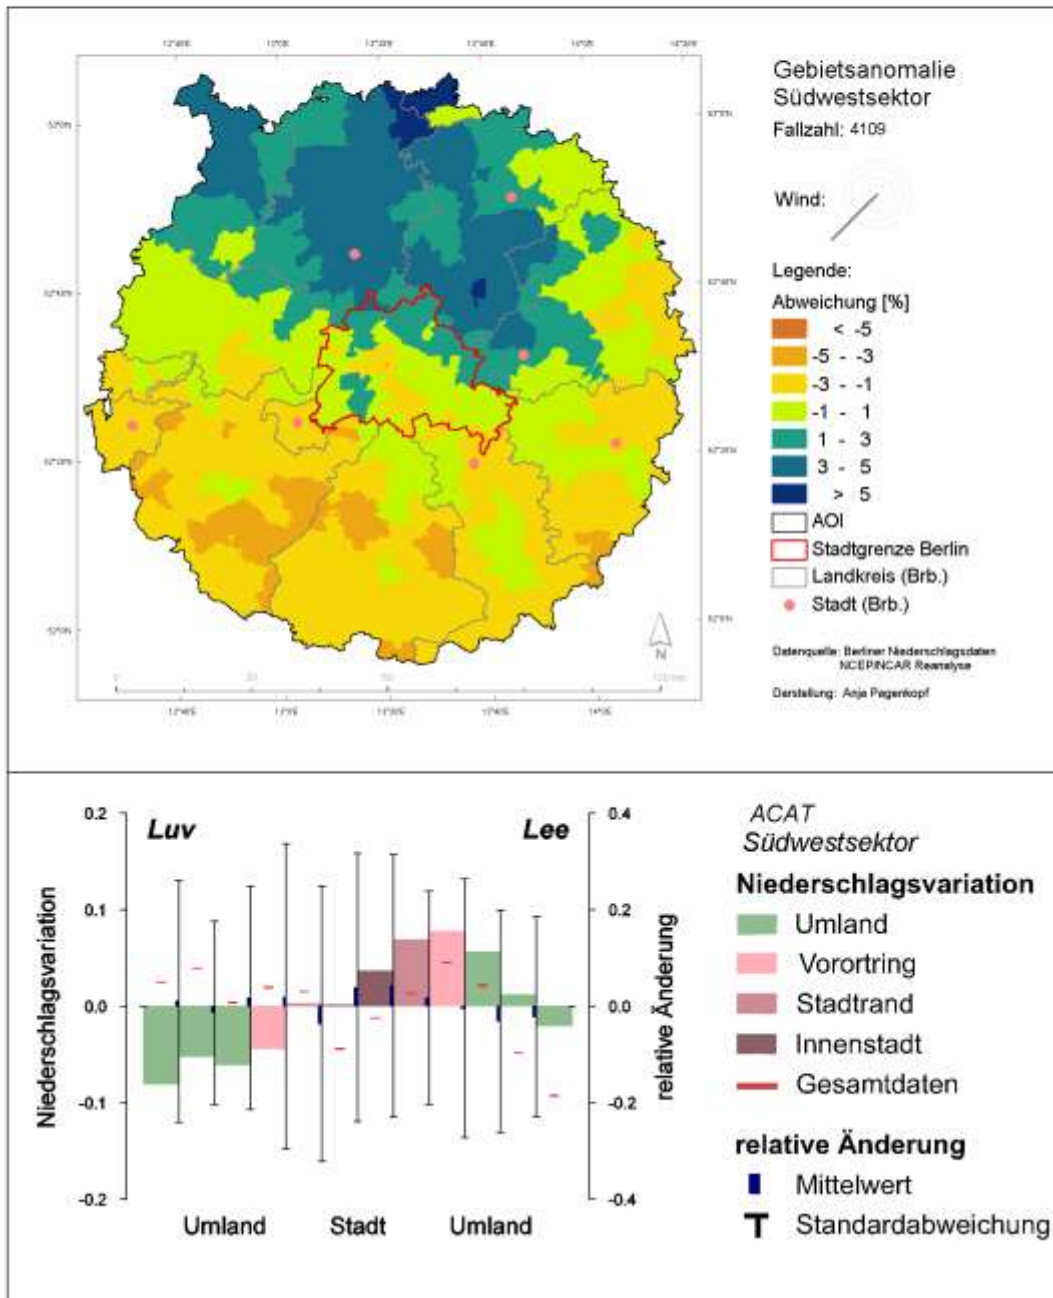 Gebietsanomalie
Südwestsektor
Fallzahl: 4109
Wind:
Legende:
Abweichung [%]
< -5
-5 - -3
-3 - -1
-1 - 1
1 - 3
3 - 5
> 5
AOI
Stadtgrenze Berlin
Landkreis (Brb.)
Stadt (Brb.)
N
Datenquelle: Berliner Niederschlagsdaten
NCEP/NCAR Reanalyse
Darstellung: Anja Pagenkopf
0.2
0.1
0.0
-0.1
-0.2
Niederschlagsvariation
Luv
Lee
0.4
0.2
0.0
-0.2
-0.4
relative Änderung
Umland
Stadt
Umland
ACAT
Südwestsektor
Niederschlagsvariation
Umland
Vorortring
Stadtrand
Innenstadt
Gesamtdaten
relative Änderung
Mittelwert
Standardabweichung